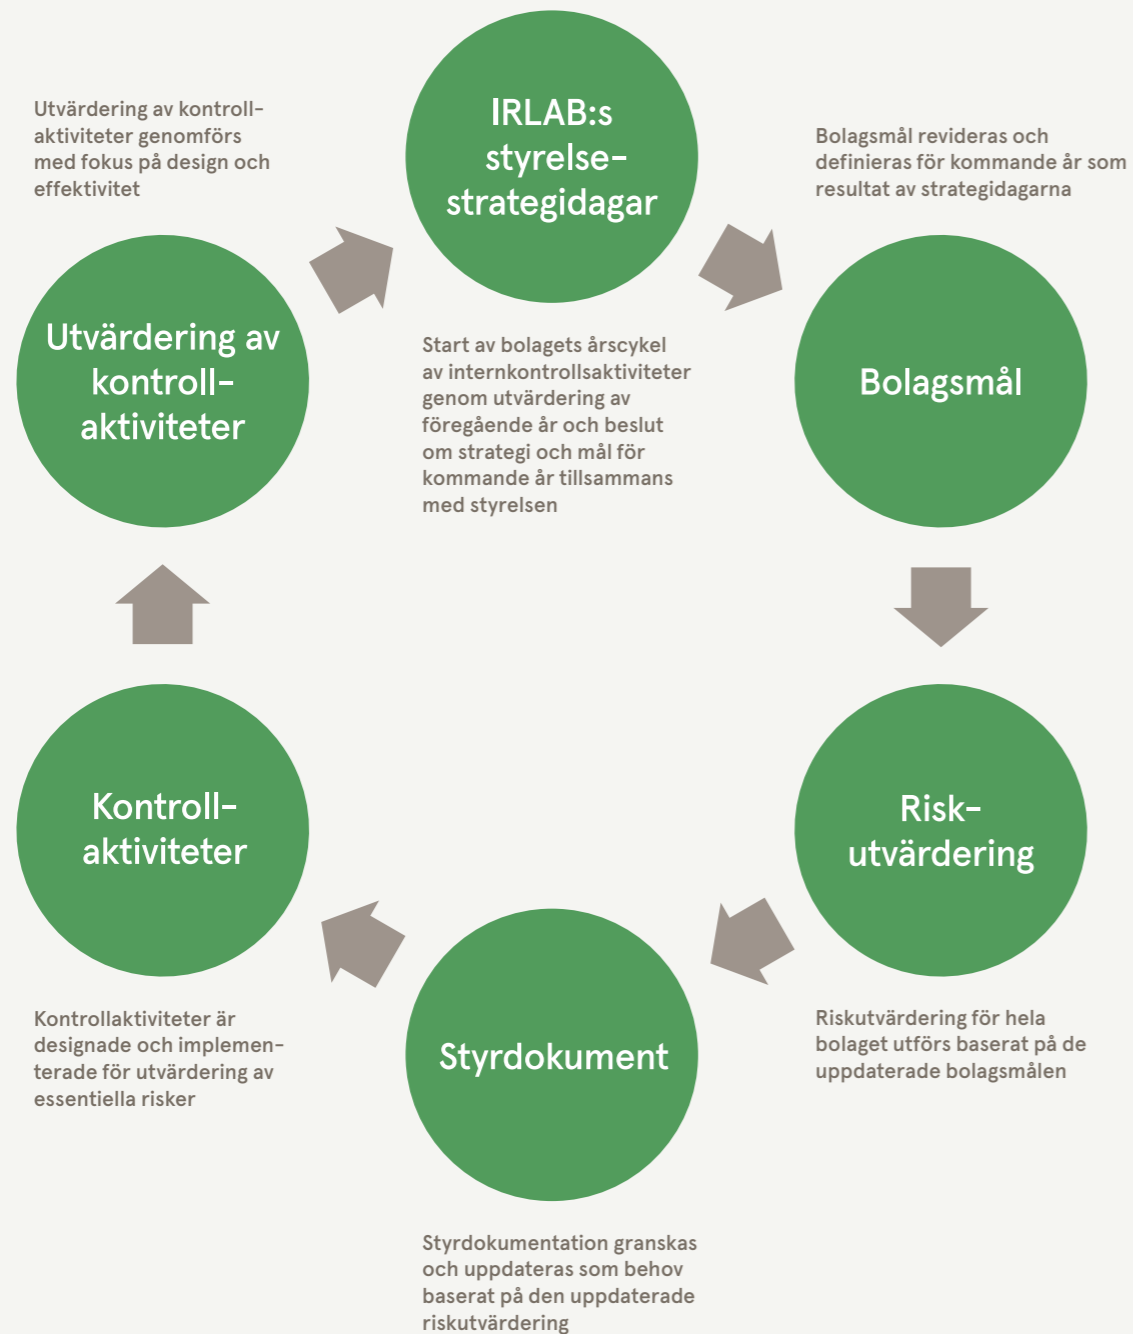 IRLAB:s
styrelse-
strategidagar
Start av bolagets årscykel
av internkontrollsaktiviteter
genom utvärdering av
föregående år och beslut
om strategi och mål för
kommande år tillsammans
med styrelsen
Bolagsmål revideras och
definieras för kommande år som
resultat av strategidagarna
Bolagsmål
Risk-
utvärdering
Riskutvärdering för hela
bolaget utförs baserat på de
uppdaterade bolagsmålen
Styrdokument
Styrdokumentation granskas
och uppdateras som behov
baserat på den uppdaterade
riskutvärdering
Kontroll-
aktiviteter
Kontrollaktiviteter är
designade och implemen-
terade för utvärdering av
essentiella risker
Utvärdering av kontroll-
aktiviteter genomförs
med fokus på design och
effektivitet
Utvärdering av
kontroll-
aktiviteter